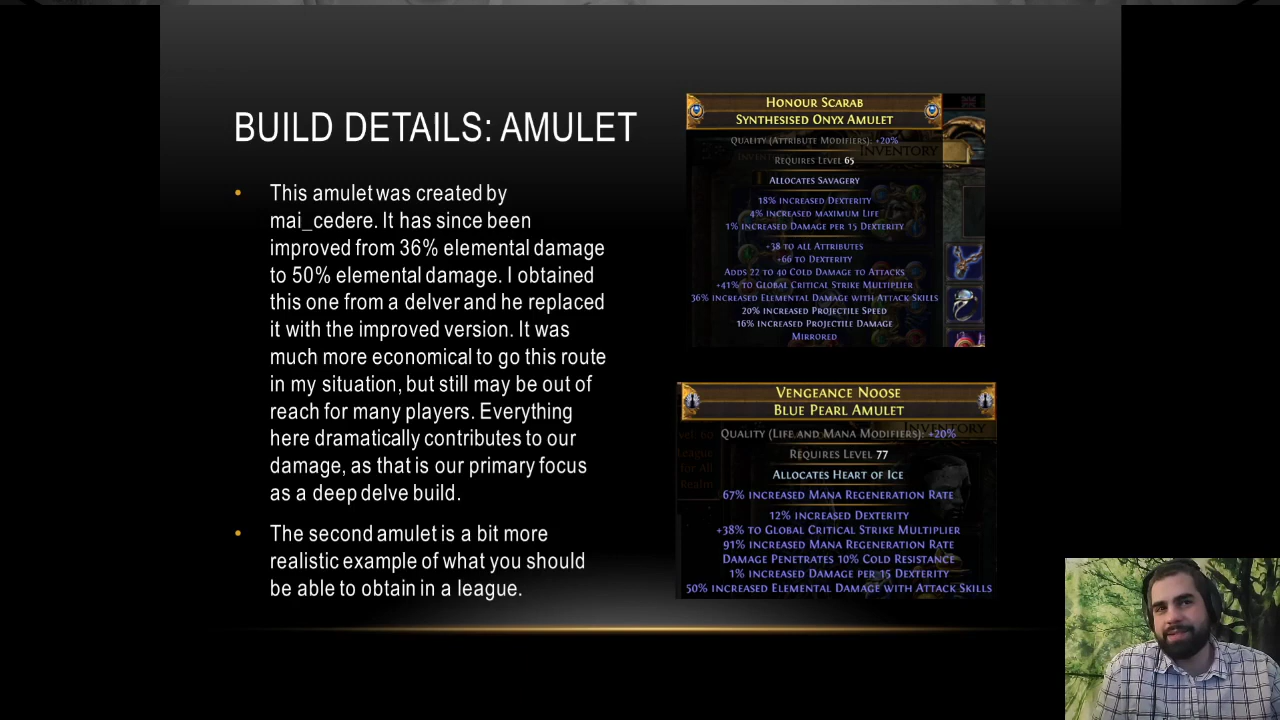 BUILD DETAILS: AMULET
• This amulet was created by
mai_cedere. It has since been
improved from 36% elemental damage
to 50% elemental damage. I obtained
this one from a delver and he replaced
it with the improved version. It was
much more economical to go this route
in my situation, but still may be out of
reach for many players. Everything
here dramatically contributes to our
damage, as that is our primary focus
as a deep delve build.
• The second amulet is a bit more
realistic example of what you should
be able to obtain in a league.
HONOUR SCARAB
SYNTHESISED ONYX AMULET
QUALITY (ATTRIBUTE MODIFIERS): +20%
INVENTORY
REQUIRES LEVEL 65
ALLOCATES SAVAGERY
18% INCREASED DEXTERITY
4% INCREASED MAXIMUM LIFE
1% INCREASED DAMAGE PER 15 DEXTERITY
+38 TO ALL ATTRIBUTES
+66 TO DEXTERITY
ADDS 22 TO 40 COLD DAMAGE TO ATTACKS
+41% TO GLOBAL CRITICAL STRIKE MULTIPLIER
36% INCREASED ELEMENTAL DAMAGE WITH ATTACK SKILLS
20% INCREASED PROJECTILE SPEED
16% INCREASED PROJECTILE DAMAGE
MIRRORED
VENGEANCE NOOSE
BLUE PEARL AMULET
QUALITY (LIFE AND MANA MODIFIERS): +20%
INVENTORY
REQUIRES LEVEL 77
ALLOCATES HEART OF ICE
67% INCREASED MANA REGENERATION RATE
12% INCREASED DEXTERITY
+38% TO GLOBAL CRITICAL STRIKE MULTIPLIER
91% INCREASED MANA REGENERATION RATE
DAMAGE PENETRATES 10% COLD RESISTANCE
1% INCREASED DAMAGE PER 15 DEXTERITY
50% INCREASED ELEMENTAL DAMAGE WITH ATTACK SKILLS
League
for All
Realm